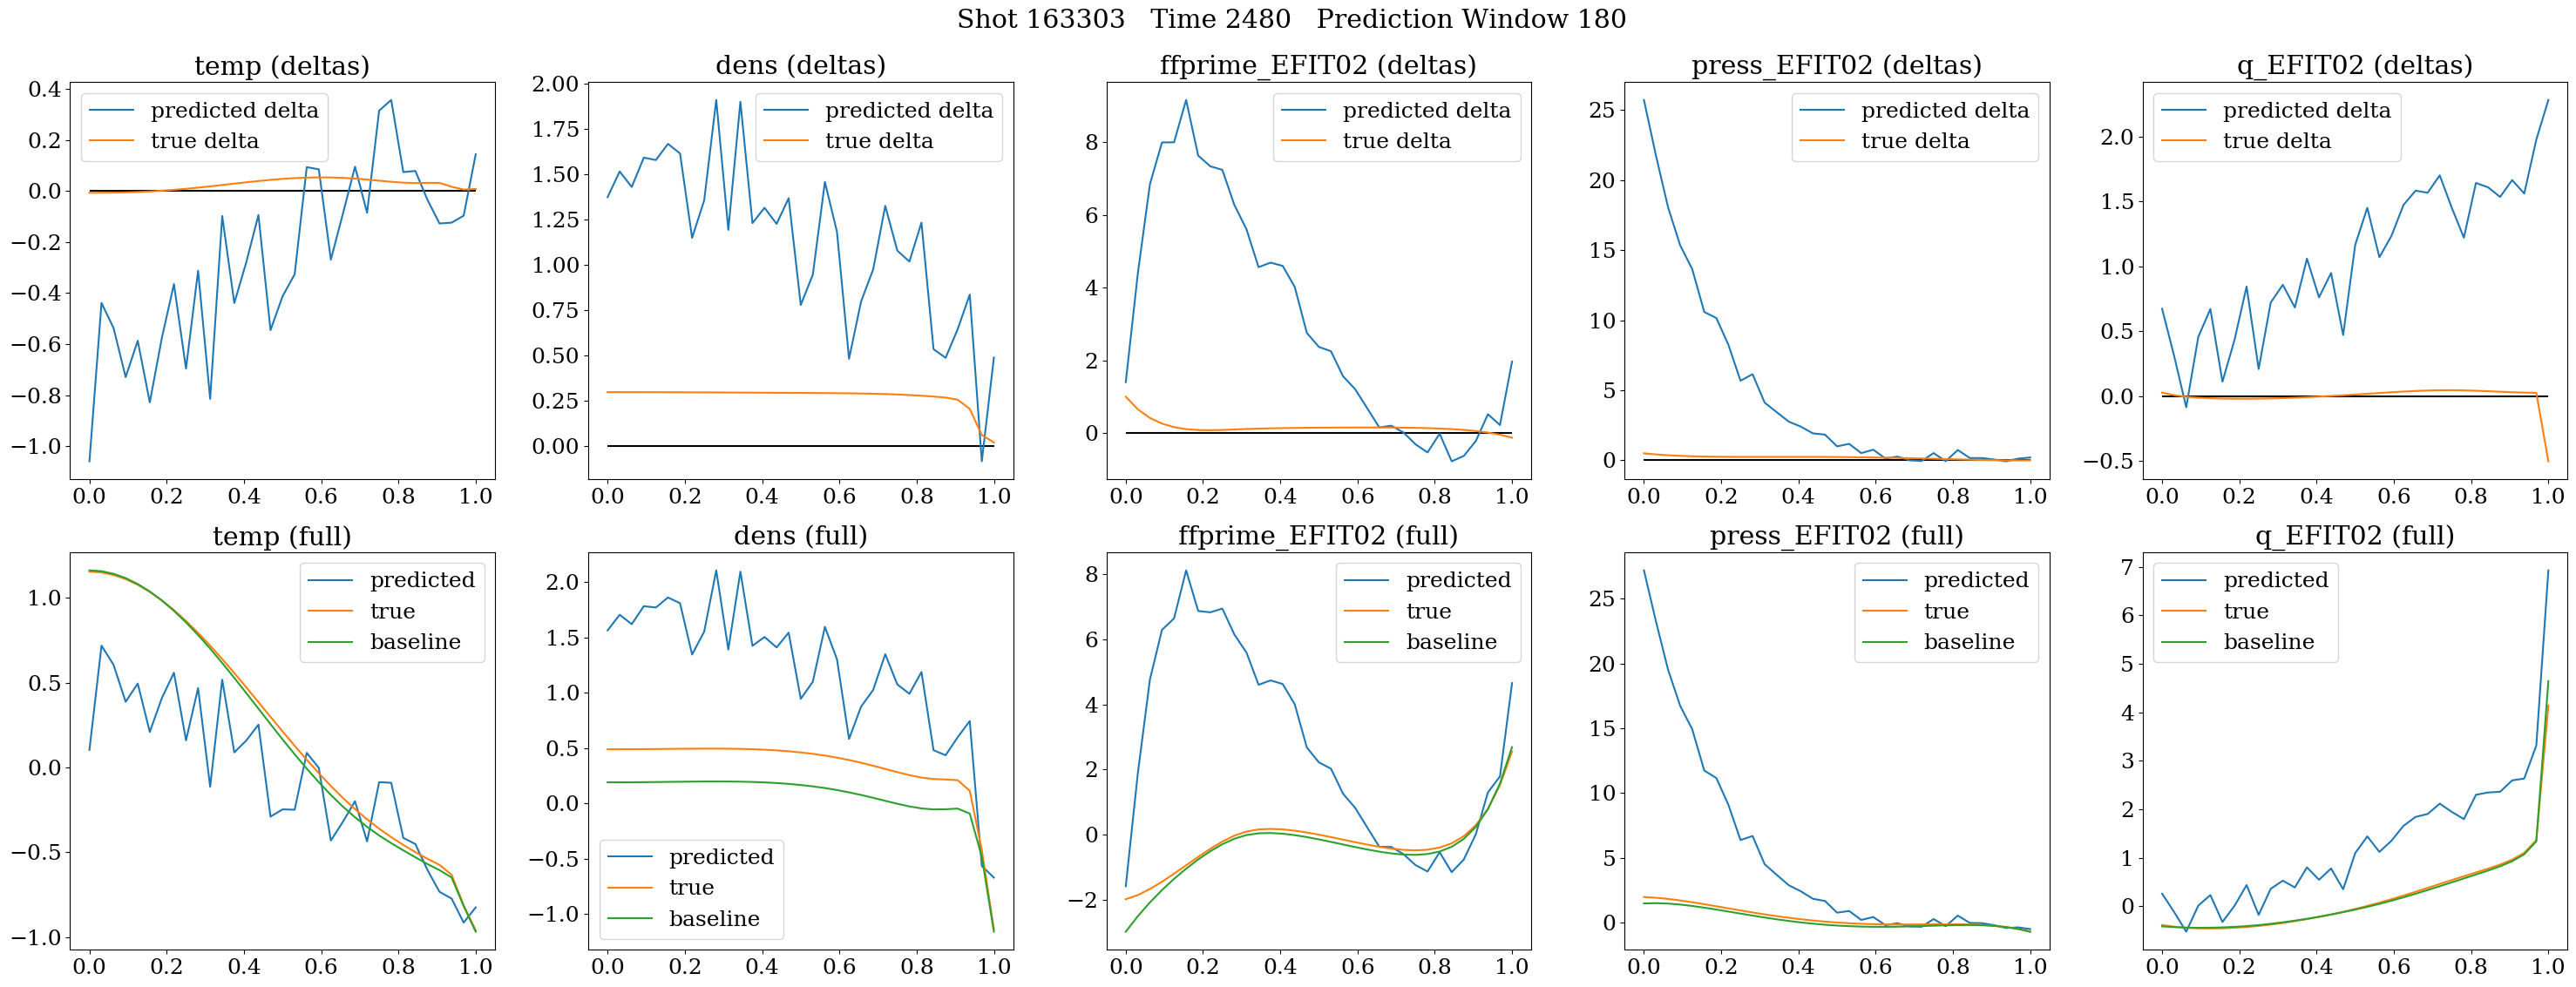 Shot 163303   Time 2480   Prediction Window 180
temp (deltas)
predicted delta
true delta
0.4
0.2
0.0
−0.2
−0.4
−0.6
−0.8
−1.0
0.0 0.2 0.4 0.6 0.8 1.0
dens (deltas)
predicted delta
true delta
2.00
1.75
1.50
1.25
1.00
0.75
0.50
0.25
0.00
0.0 0.2 0.4 0.6 0.8 1.0
ffprime_EFIT02 (deltas)
predicted delta
true delta
8
6
4
2
0
0.0 0.2 0.4 0.6 0.8 1.0
press_EFIT02 (deltas)
predicted delta
true delta
25
20
15
10
5
0
0.0 0.2 0.4 0.6 0.8 1.0
q_EFIT02 (deltas)
predicted delta
true delta
2.0
1.5
1.0
0.5
0.0
−0.5
0.0 0.2 0.4 0.6 0.8 1.0
temp (full)
predicted
true
baseline
1.0
0.5
0.0
−0.5
−1.0
0.0 0.2 0.4 0.6 0.8 1.0
dens (full)
2.0
1.5
1.0
0.5
0.0
−0.5
−1.0
predicted
true
baseline
0.0 0.2 0.4 0.6 0.8 1.0
ffprime_EFIT02 (full)
predicted
true
baseline
8
6
4
2
0
−2
0.0 0.2 0.4 0.6 0.8 1.0
press_EFIT02 (full)
predicted
true
baseline
25
20
15
10
5
0
0.0 0.2 0.4 0.6 0.8 1.0
q_EFIT02 (full)
predicted
true
baseline
7
6
5
4
3
2
1
0
0.0 0.2 0.4 0.6 0.8 1.0